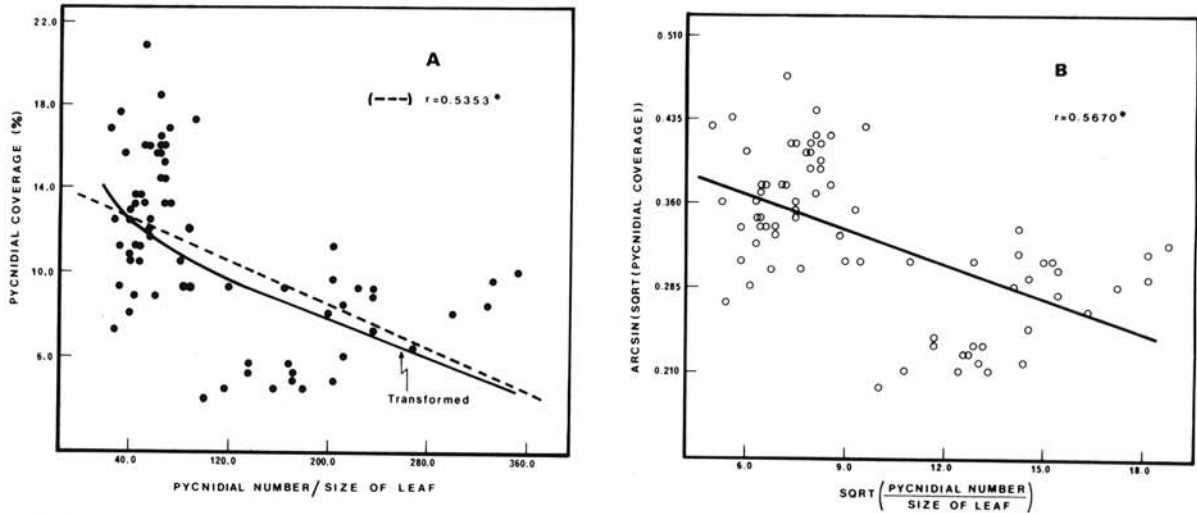 A
(---) r=0.5353*
22.0
18.0
14.0
10.0
6.0
PYCNIDIAL COVERAGE (%)
Transformed
40.0 120.0 200.0 280.0 360.0
PYCNIDIAL NUMBER/SIZE OF LEAF
B
r=0.5670*
0.510
0.435
0.360
0.285
0.210
ARCSIN(SQRT(PYCNIDIAL COVERAGE))
6.0 9.0 12.0 15.0 18.0
SQRT(PYCNIDIAL NUMBER
SIZE OF LEAF)